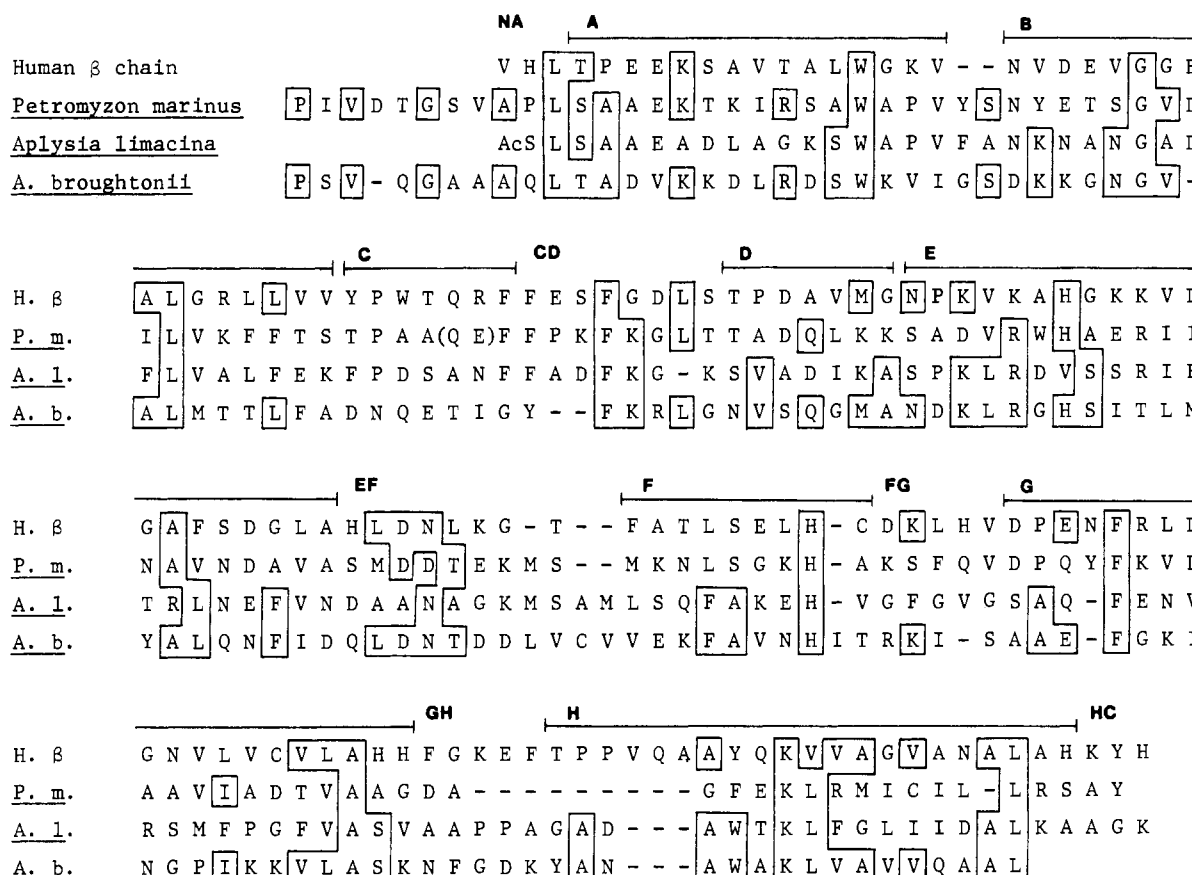 NA A B
Human β chain V H L T P E E K S A V T A L W G K V - - N V D E V G G
Petromyzon marinus P I V D T G S V A P L S A A E K T K I R S A W A P V Y S N Y E T S G V
Aplysia limacina AcS L S A A E A D L A G K S W A P V F A N K N A N G A
A. broughtonii P S V - Q G A A A Q L T A D V K K D L R D S W K V I G S D K K G N G V -
C CD D E
H. β A L G R L L V V Y P W T Q R F F E S F G D L S T P D A V M G N P K V K A H G K K V
P. m. I L V K F F T S T P A A(Q E)F F P K F K G L T T A D Q L K K S A D V R W H A E R I
A. l. F L V A L F E K F P D S A N F F A D F K G - K S V A D I K A S P K L R D V S S R I
A. b. A L M T T L F A D N Q E T I G Y - - F K R L G N V S Q G M A N D K L R G H S I T L
EF F FG G
H. β G A F S D G L A H L D N L K G - T - - F A T L S E L H - C D K L H V D P E N F R L
P. m. N A V N D A V A S M D D T E K M S - - M K N L S G K H - A K S F Q V D P Q Y F K V
A. l. T R L N E F V N D A A N A G K M S A M L S Q F A K E H - V G F G V G S A Q - F E N
A. b. Y A L Q N F I D Q L D N T D D L V C V V E K F A V N H I T R K I - S A A E - F G K
GH H HC
H. β G N V L V C V L A H H F G K E F T P P V Q A A Y Q K V V A G V A N A L A H K Y H
P. m. A A V I A D T V A A G D A - - - - - - - - - G F E K L R M I C I L - L R S A Y
A. l. R S M F P G F V A S V A A P P A G A D - - - A W T K L F G L I I D A L K A A G K
A. b. N G P I K K V L A S K N F G D K Y A N - - - A W A K L V A V V Q A A L